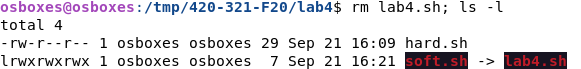 osboxes@osboxes:/tmp/420-321-F20/lab4$ rm lab4.sh; ls -l
total 4
-rw-r--r-- 1 osboxes osboxes 29 Sep 21 16:09 hard.sh
lrwxrwxrwx 1 osboxes osboxes  7 Sep 21 16:21 soft.sh -> lab4.sh